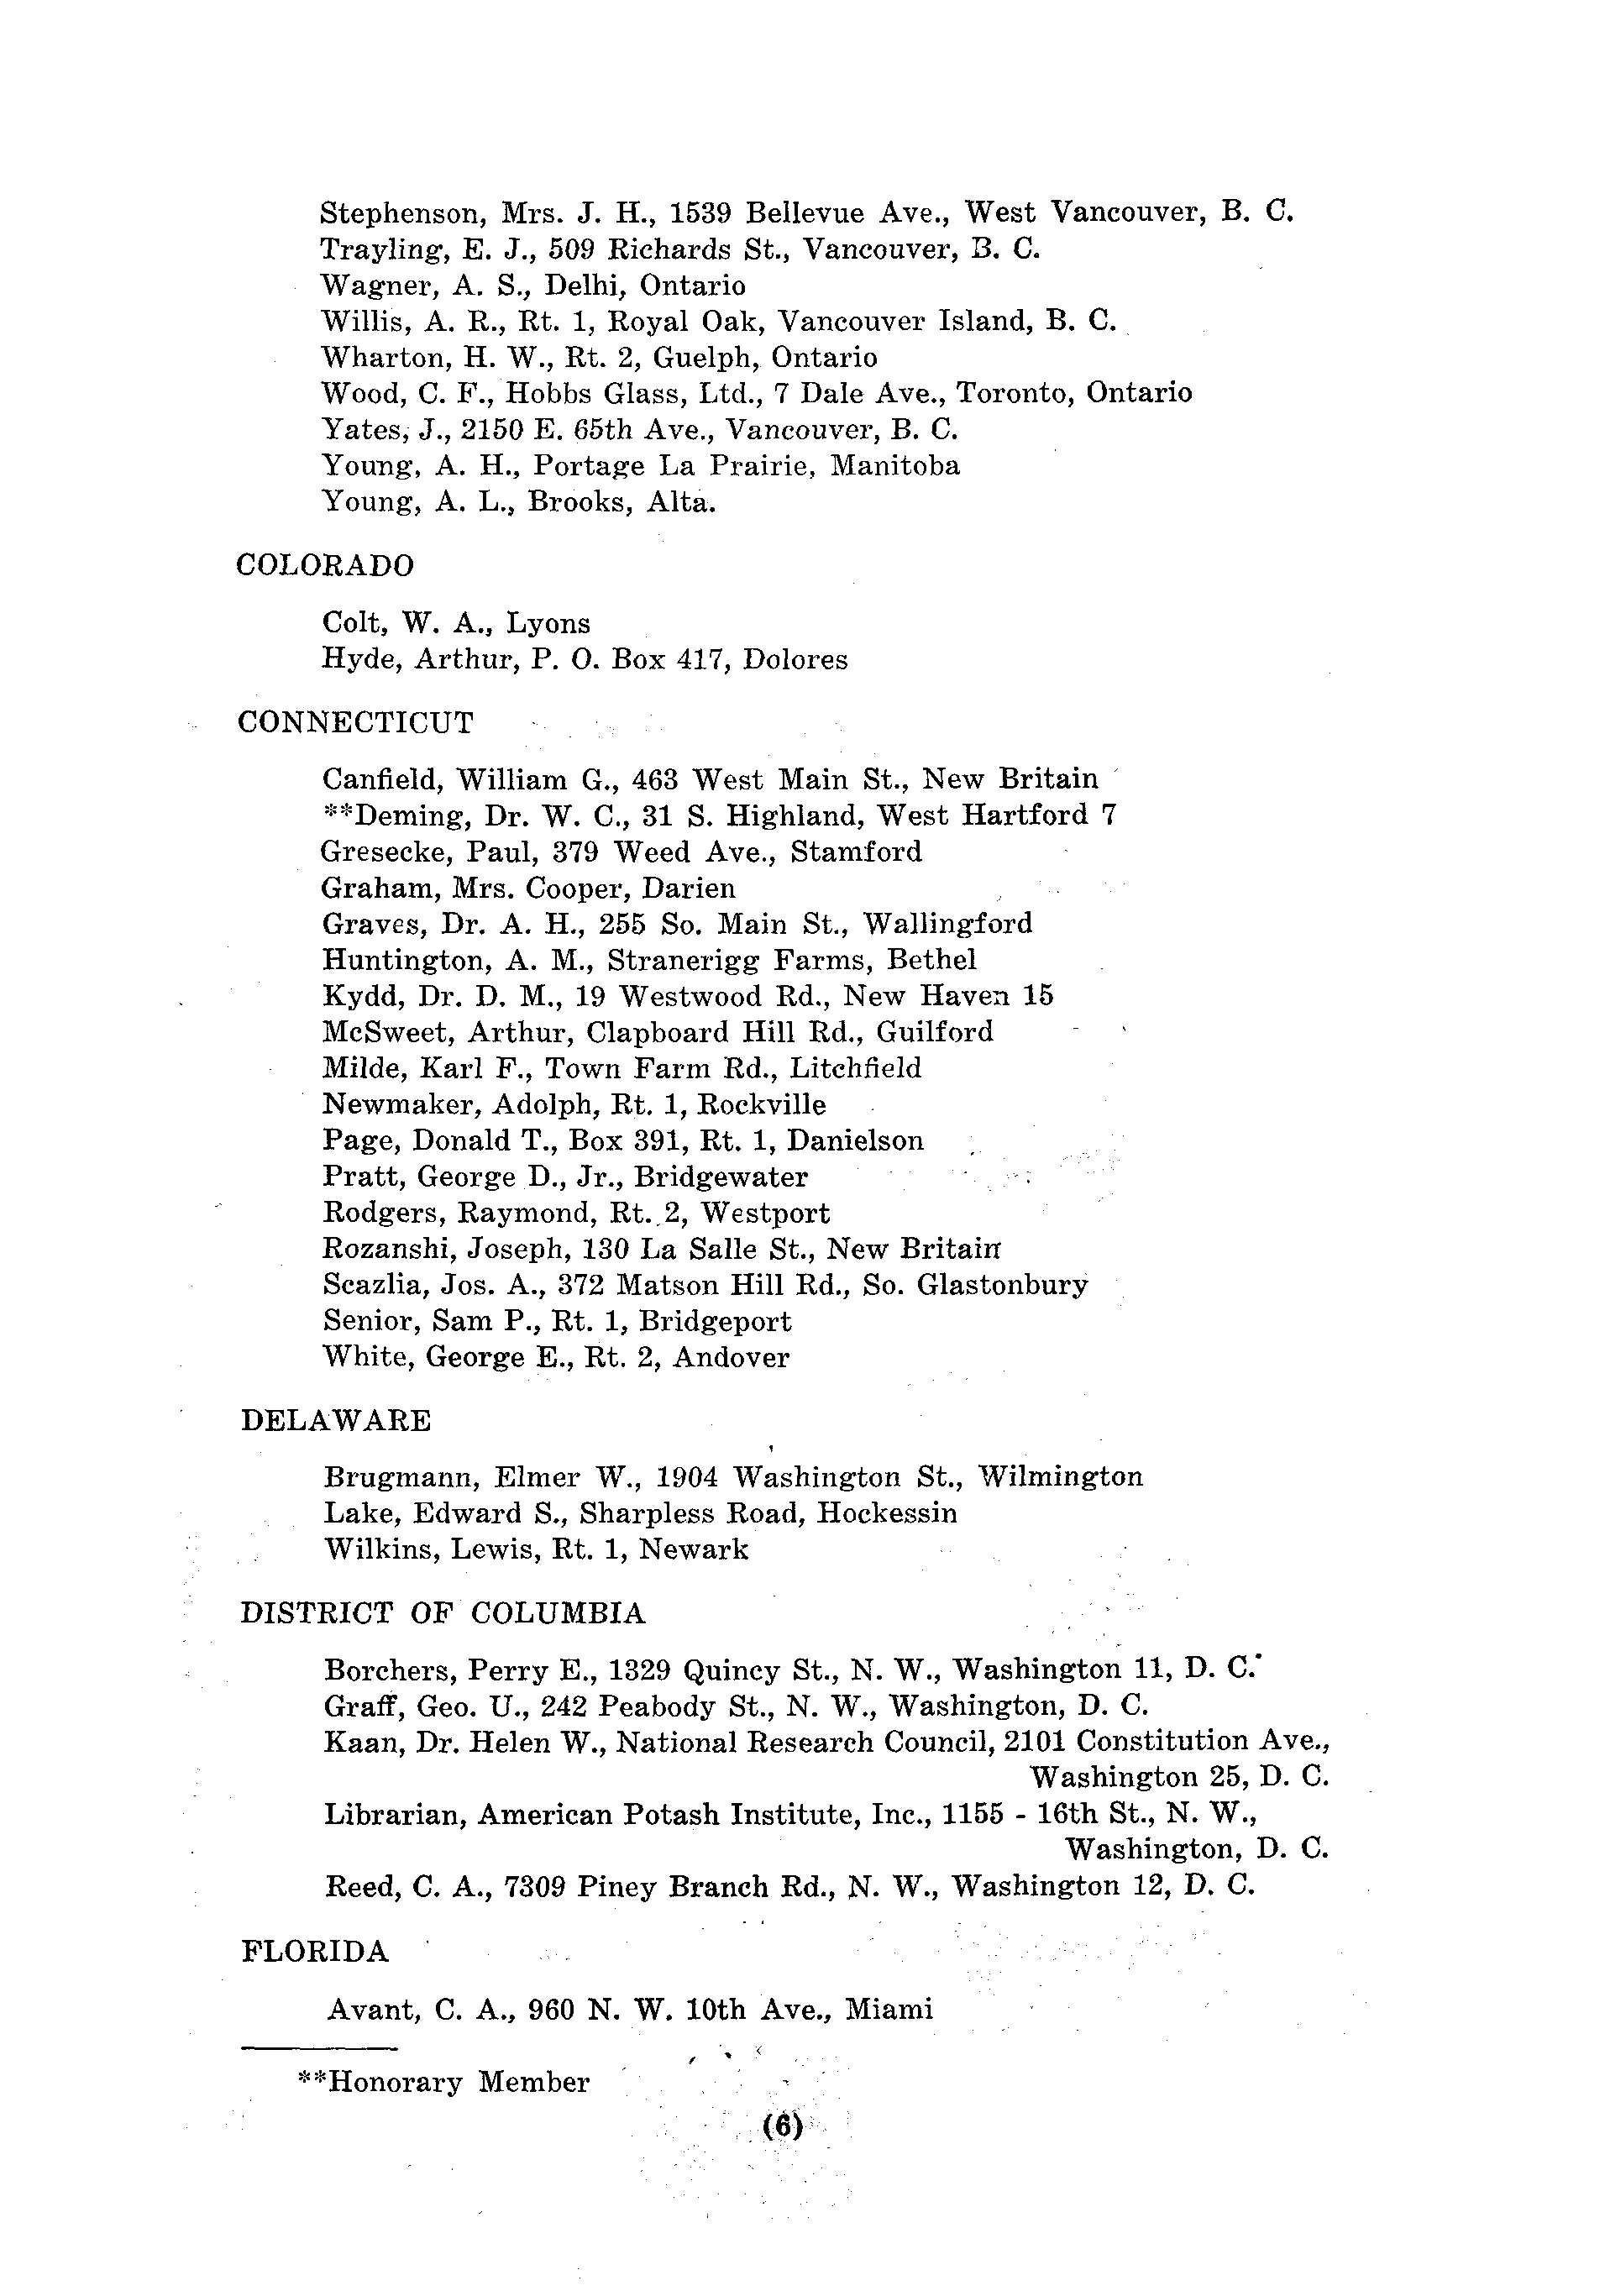 Stephenson, Mrs. J. H., 1539 Bellevue Ave., West Vancouver, B. C.
Trayling, E. J., 509 Richards St., Vancouver, B. C.
Wagner, A. S., Delhi, Ontario
Willis, A. R., Rt. 1, Royal Oak, Vancouver Island, B. C.
Wharton, H. W., Rt. 2, Guelph, Ontario
Wood, C. F., Hobbs Glass, Ltd., 7 Dale Ave., Toronto, Ontario
Yates, J., 2150 E. 65th Ave., Vancouver, B. C.
Young, A. H., Portage La Prairie, Manitoba
Young, A. L., Brooks, Alta.
COLORADO
Colt, W. A., Lyons
Hyde, Arthur, P. O. Box 417, Dolores
CONNECTICUT
Canfield, William G., 463 West Main St., New Britain
**Deming, Dr. W. C., 31 S. Highland, West Hartford 7
Gresecke, Paul, 379 Weed Ave., Stamford
Graham, Mrs. Cooper, Darien
Graves, Dr. A. H., 255 So. Main St., Wallingford
Huntington, A. M., Stranerigg Farms, Bethel
Kydd, Dr. D. M., 19 Westwood Rd., New Haven 15
McSweet, Arthur, Clapboard Hill Rd., Guilford
Milde, Karl F., Town Farm Rd., Litchfield
Newmaker, Adolph, Rt. 1, Rockville
Page, Donald T., Box 391, Rt. 1, Danielson
Pratt, George D., Jr., Bridgewater
Rodgers, Raymond, Rt. 2, Westport
Rozanshi, Joseph, 130 La Salle St., New Britain
Scazlia, Jos. A., 372 Matson Hill Rd., So. Glastonbury
Senior, Sam P., Rt. 1, Bridgeport
White, George E., Rt. 2, Andover
DELAWARE
Brugmann, Elmer W., 1904 Washington St., Wilmington
Lake, Edward S., Sharpless Road, Hockessin
Wilkins, Lewis, Rt. 1, Newark
DISTRICT OF COLUMBIA
Borchers, Perry E., 1329 Quincy St., N. W., Washington 11, D. C.
Graff, Geo. U., 242 Peabody St., N. W., Washington, D. C.
Kaan, Dr. Helen W., National Research Council, 2101 Constitution Ave.,
Washington 25, D. C.
Librarian, American Potash Institute, Inc., 1155 - 16th St., N. W.,
Washington, D. C.
Reed, C. A., 7309 Piney Branch Rd., N. W., Washington 12, D. C.
FLORIDA
Avant, C. A., 960 N. W. 10th Ave., Miami
**Honorary Member
(6)